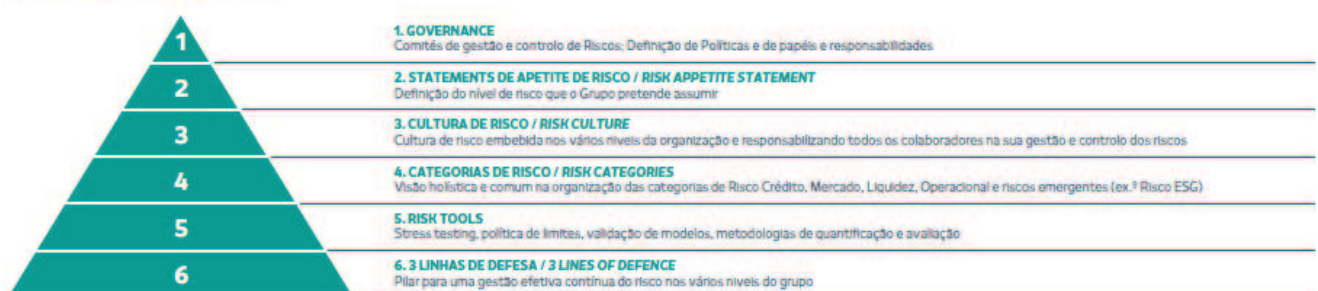 1
1. GOVERNANCE
Comités de gestão e controlo de Riscos; Definição de Políticas e de papéis e responsabilidades
2
2. STATEMENTS DE APETITE DE RISCO / RISK APPETITE STATEMENT
Definição do nível de risco que o Grupo pretende assumir
3
3. CULTURA DE RISCO / RISK CULTURE
Cultura de risco embebida nos vários níveis da organização e responsabilizando todos os colaboradores na sua gestão e controlo dos riscos
4
4. CATEGORIAS DE RISCO / RISK CATEGORIES
Visão holística e comum na organização das categorias de Risco Crédito, Mercado, Liquidez, Operacional e riscos emergentes (ex.º Risco ESG)
5
5. RISK TOOLS
Stress testing, política de limites, validação de modelos, metodologias de quantificação e avaliação
6
6. 3 LINHAS DE DEFESA / 3 LINES OF DEFENCE
Pilar para uma gestão efetiva contínua do risco nos vários níveis do grupo